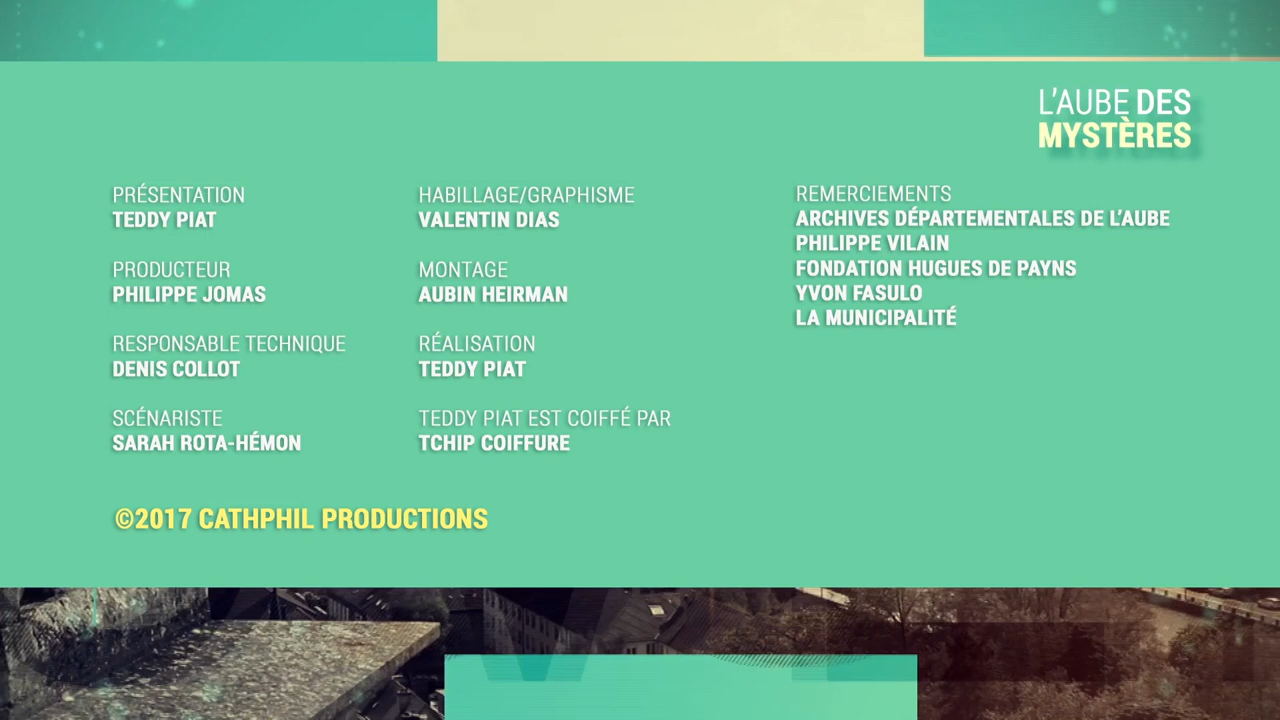 L'AUBE DES
MYSTÈRES
PRÉSENTATION
TEDDY PIAT
PRODUCTEUR
PHILIPPE JOMAS
RESPONSABLE TECHNIQUE
DENIS COLLOT
SCÉNARISTE
SARAH ROTA-HÉMON
HABILLAGE/GRAPHISME
VALENTIN DIAS
MONTAGE
AUBIN HEIRMAN
RÉALISATION
TEDDY PIAT
TEDDY PIAT EST COIFFÉ PAR
TCHIP COIFFURE
REMERCIEMENTS
ARCHIVES DÉPARTEMENTALES DE L'AUBE
PHILIPPE VILAIN
FONDATION HUGUES DE PAYNS
YVON FASULO
LA MUNICIPALITÉ
©2017 CATHPHIL PRODUCTIONS